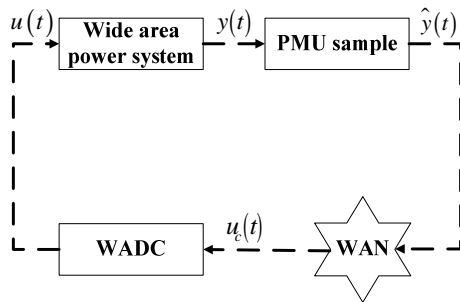 u(t)
Wide area
power system
y(t)
PMU sample
ŷ(t)
WADC
u_c(t)
WAN